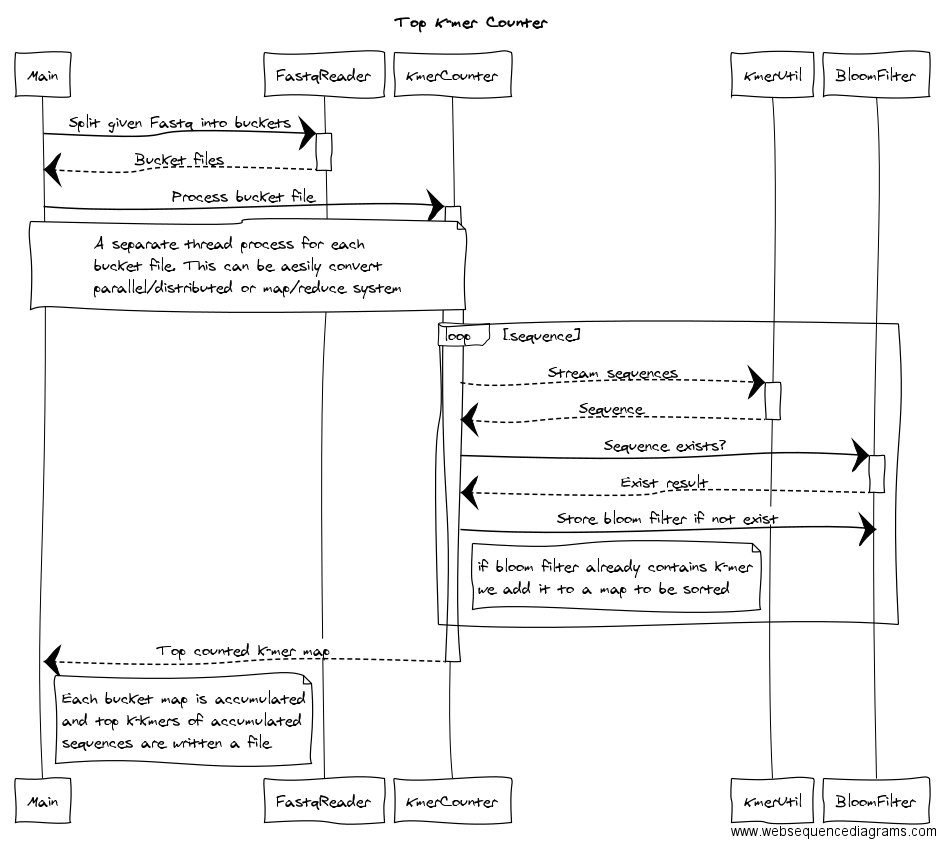 Top K-mer Counter
Main
FastqReader
KmerCounter
KmerUtil
BloomFilter
Split given Fastq into buckets
Bucket files
Process bucket file
A separate thread process for each
bucket file. This can be aesily convert
parallel/distributed or map/reduce system
loop
[sequence]
Stream sequences
Sequence
Sequence exists?
Exist result
Store bloom filter if not exist
if bloom filter already contains K-mer
we add it to a map to be sorted
Top counted K-mer map
Each bucket map is accumulated
and top K-Kmers of accumulated
sequences are written a file
Main
FastqReader
KmerCounter
KmerUtil
BloomFilter
www.websequencediagrams.com